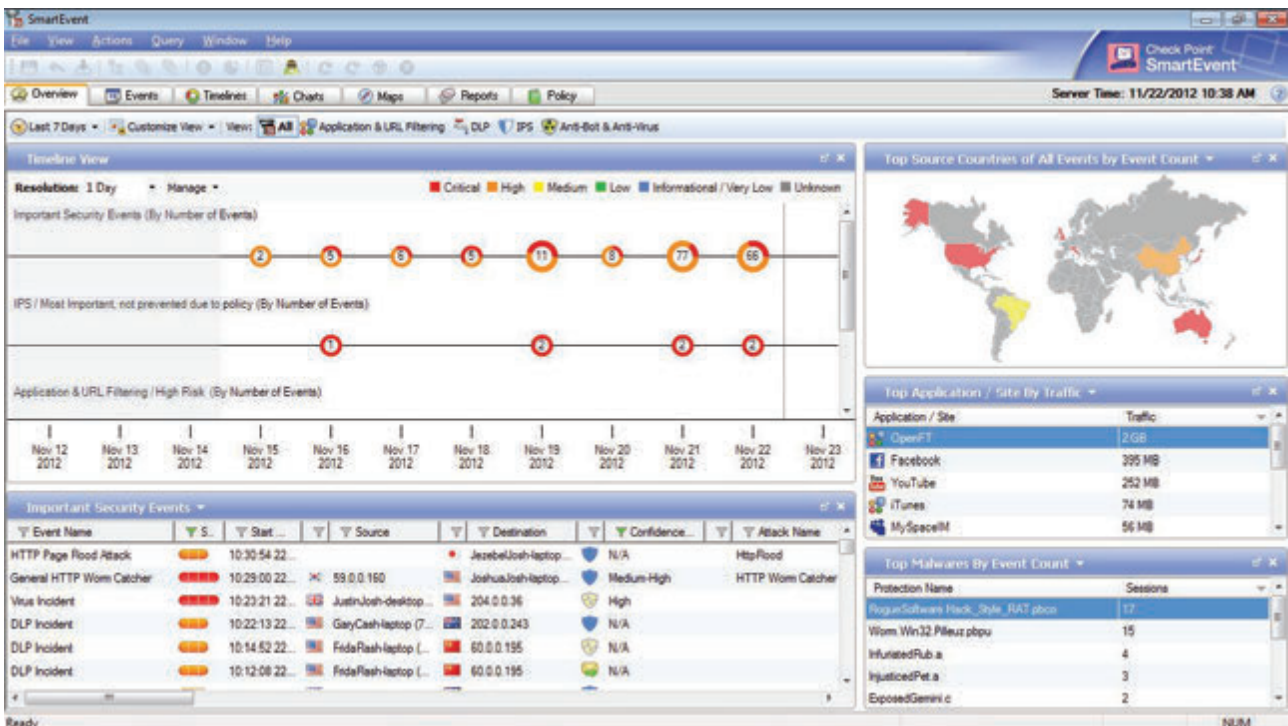 SmartEvent
File View Actions Query Window Help
Check Point
SmartEvent
Overview Events Timelines Charts Maps Reports Policy
Server Time: 11/22/2012 10:38 AM
Last 7 Days Customize View View: All Application & URL Filtering DLP IPS Anti-Bot & Anti-Virus
Timeline View
Resolution: 1 Day Manage
Critical High Medium Low Informational / Very Low Unknown
Important Security Events (By Number of Events)
2 5 6 5 11 8 77 66
IPS / Most Important, not prevented due to policy (By Number of Events)
1 2 2 2
Application & URL Filtering / High Risk (By Number of Events)
Nov 12 Nov 13 Nov 14 Nov 15 Nov 16 Nov 17 Nov 18 Nov 19 Nov 20 Nov 21 Nov 22 Nov 23
2012 2012 2012 2012 2012 2012 2012 2012 2012 2012 2012 2012
Important Security Events
Event Name S... Start ... Source Destination Confidence... Attack Name
HTTP Page Flood Attack 10:30:54 22... JezebelJosh-laptop... N/A HttpFlood
General HTTP Worm Catcher 10:29:00 22... 59.0.0.160 JoshuaJosh-laptop... Medium-High HTTP Worm Catcher
Virus Incident 10:23:21 22... JustinJosh-desktop... 204.0.0.36 High
DLP Incident 10:22:13 22... GaryCash-laptop (7... 202.0.0.243 N/A
DLP Incident 10:14:52 22... FridaRash-laptop (... 60.0.0.195 N/A
DLP Incident 10:12:08 22... FridaRash-laptop (... 60.0.0.195 N/A
Top Source Countries of All Events by Event Count
Top Application / Site By Traffic
Application / Site Traffic
OpenFT 2 GB
Facebook 395 MB
YouTube 252 MB
iTunes 74 MB
MySpaceIM 56 MB
Top Malwares By Event Count
Protection Name Sessions
RogueSoftware.Hack_Style_RAT.pbco 17
Worm.Win32.Pilleuz.pbpu 15
InfuriatedRub.a 4
InjusticedPet.a 3
ExposedGemini.c 2
Ready
NUM